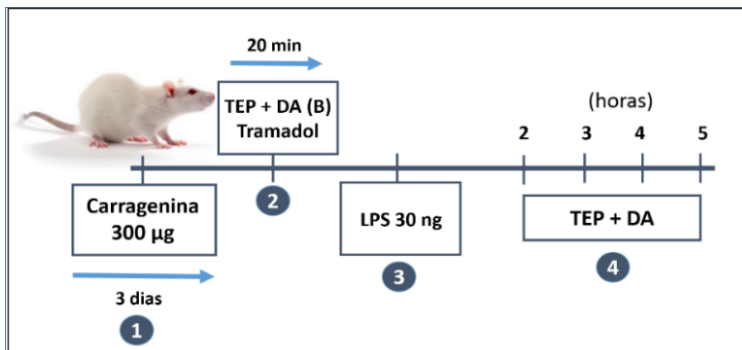 20 min
TEP + DA (B)
Tramadol
(horas)
2 3 4 5
Carragenina
300 µg
2
LPS 30 ng
TEP + DA
3 dias
1
3
4